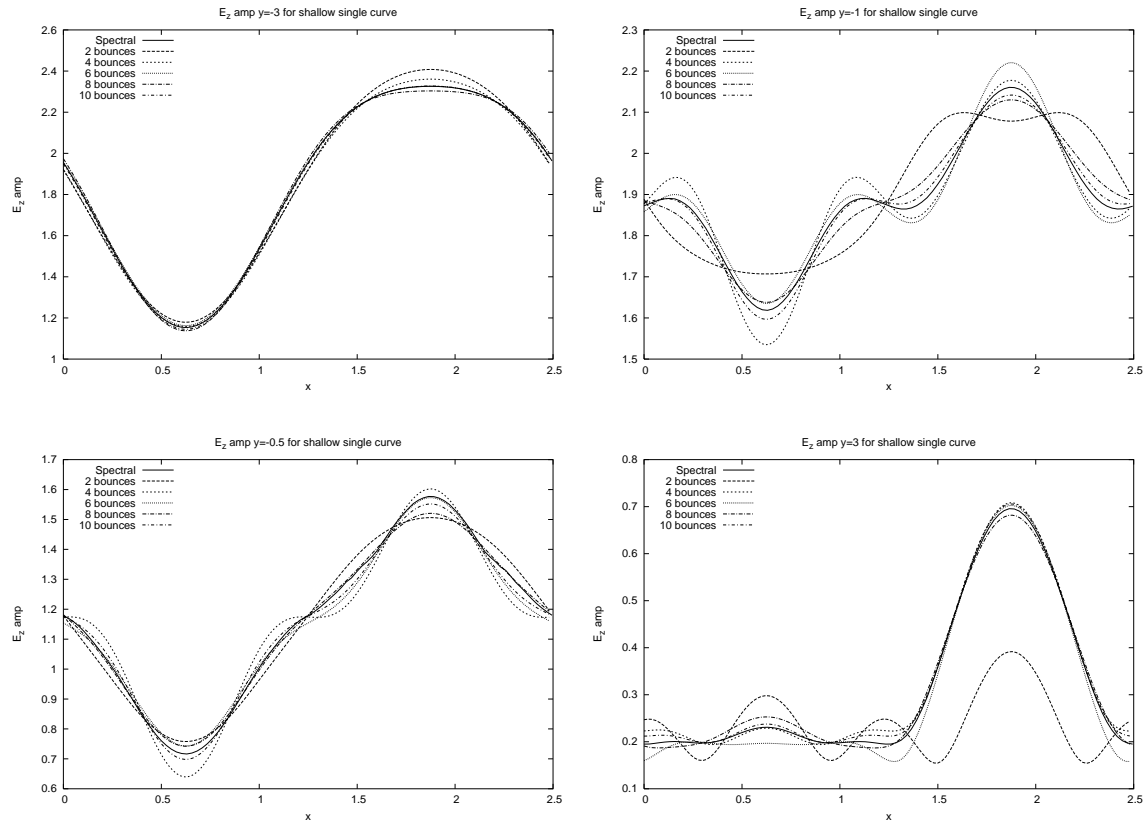 E_z amp y=-3 for shallow single curve
2.6
2.4
2.2
2
1.8
1.6
1.4
1.2
1
E_z amp
Spectral
2 bounces
4 bounces
6 bounces
8 bounces
10 bounces
0 0.5 1 1.5 2 2.5
x
E_z amp y=-1 for shallow single curve
2.3
2.2
2.1
2
1.9
1.8
1.7
1.6
1.5
E_z amp
Spectral
2 bounces
4 bounces
6 bounces
8 bounces
10 bounces
0 0.5 1 1.5 2 2.5
x
E_z amp y=-0.5 for shallow single curve
1.7
1.6
1.5
1.4
1.3
1.2
1.1
1
0.9
0.8
0.7
0.6
E_z amp
Spectral
2 bounces
4 bounces
6 bounces
8 bounces
10 bounces
0 0.5 1 1.5 2 2.5
x
E_z amp y=3 for shallow single curve
0.8
0.7
0.6
0.5
0.4
0.3
0.2
0.1
E_z amp
Spectral
2 bounces
4 bounces
6 bounces
8 bounces
10 bounces
0 0.5 1 1.5 2 2.5
x